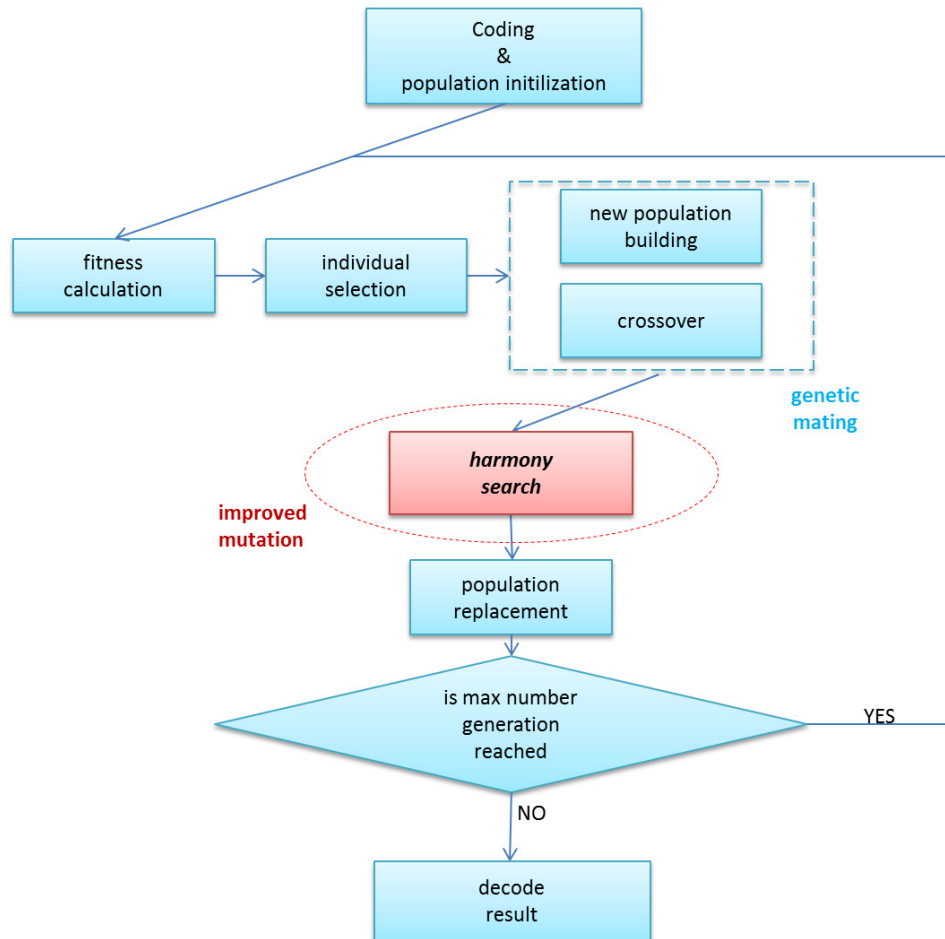 Coding
&
population initilization
fitness
calculation
individual
selection
new population
building
crossover
genetic
mating
harmony
search
improved
mutation
population
replacement
is max number
generation
reached
YES
NO
decode
result